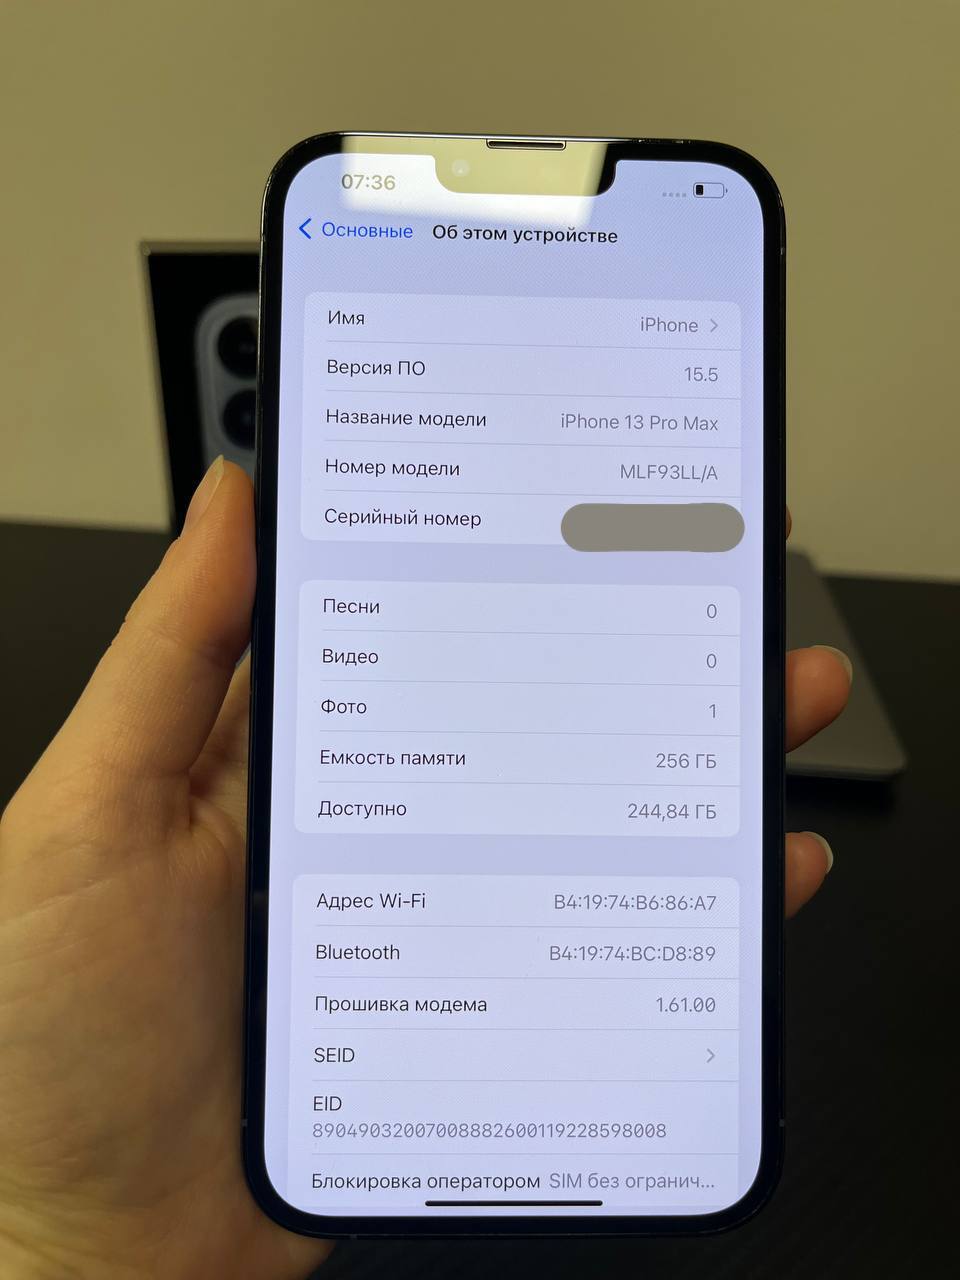 07:36
Основные Об этом устройстве
Имя iPhone
Версия ПО 15.5
Название модели iPhone 13 Pro Max
Номер модели MLF93LL/A
Серийный номер
Песни 0
Видео 0
Фото 1
Емкость памяти 256 ГБ
Доступно 244,84 ГБ
Адрес Wi-Fi B4:19:74:B6:86:A7
Bluetooth B4:19:74:BC:D8:89
Прошивка модема 1.61.00
SEID
EID
89049032007008882600119228598008
Блокировка оператором SIM без огранич...